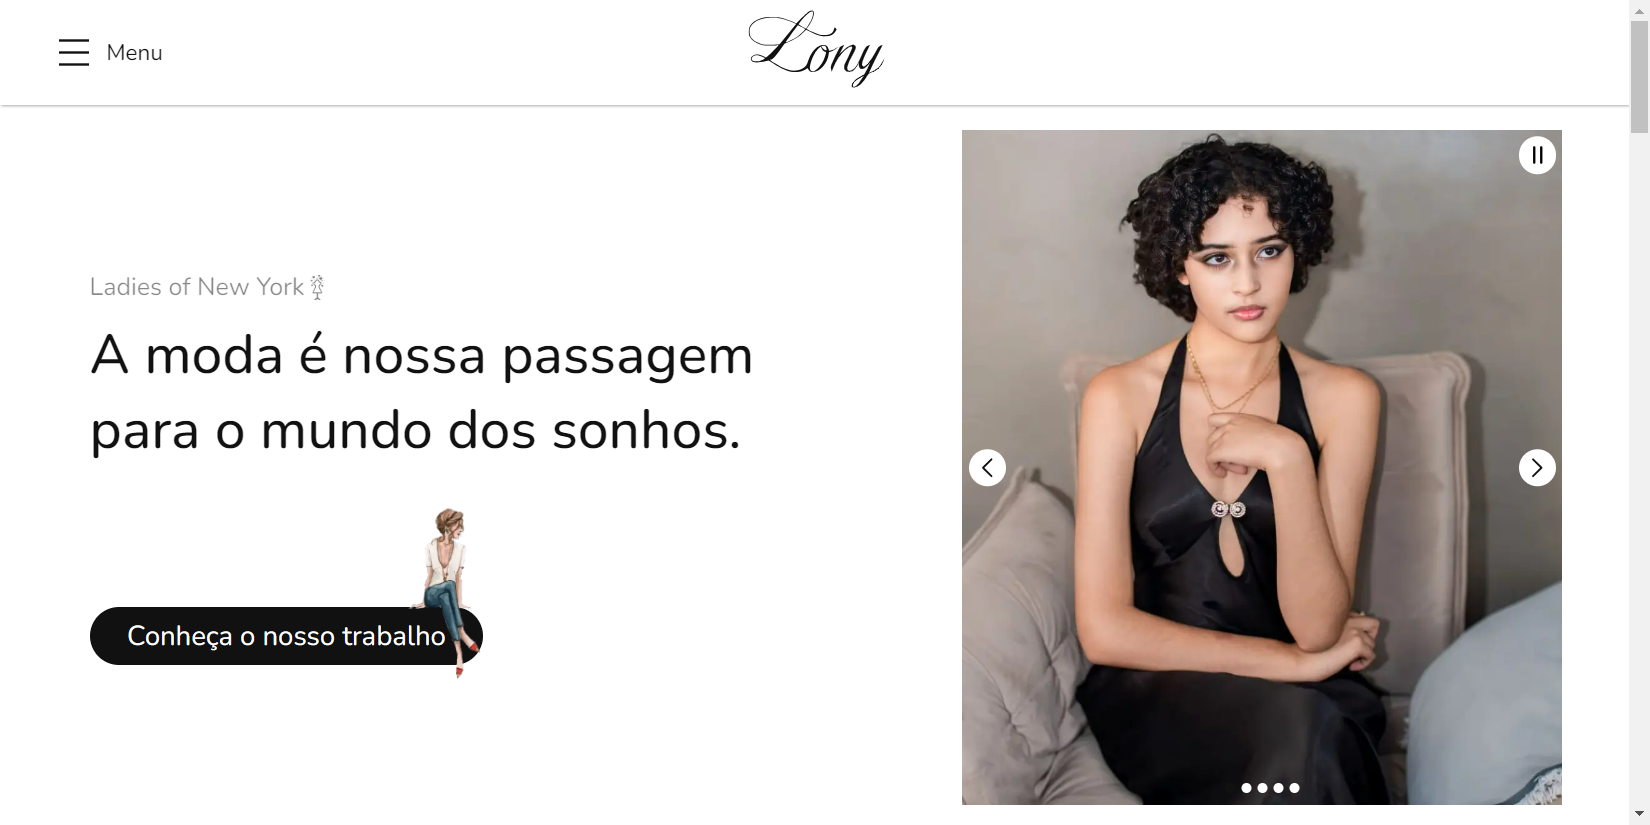 Menu
Lony
Ladies of New York
A moda é nossa passagem
para o mundo dos sonhos.
Conheça o nosso trabalho